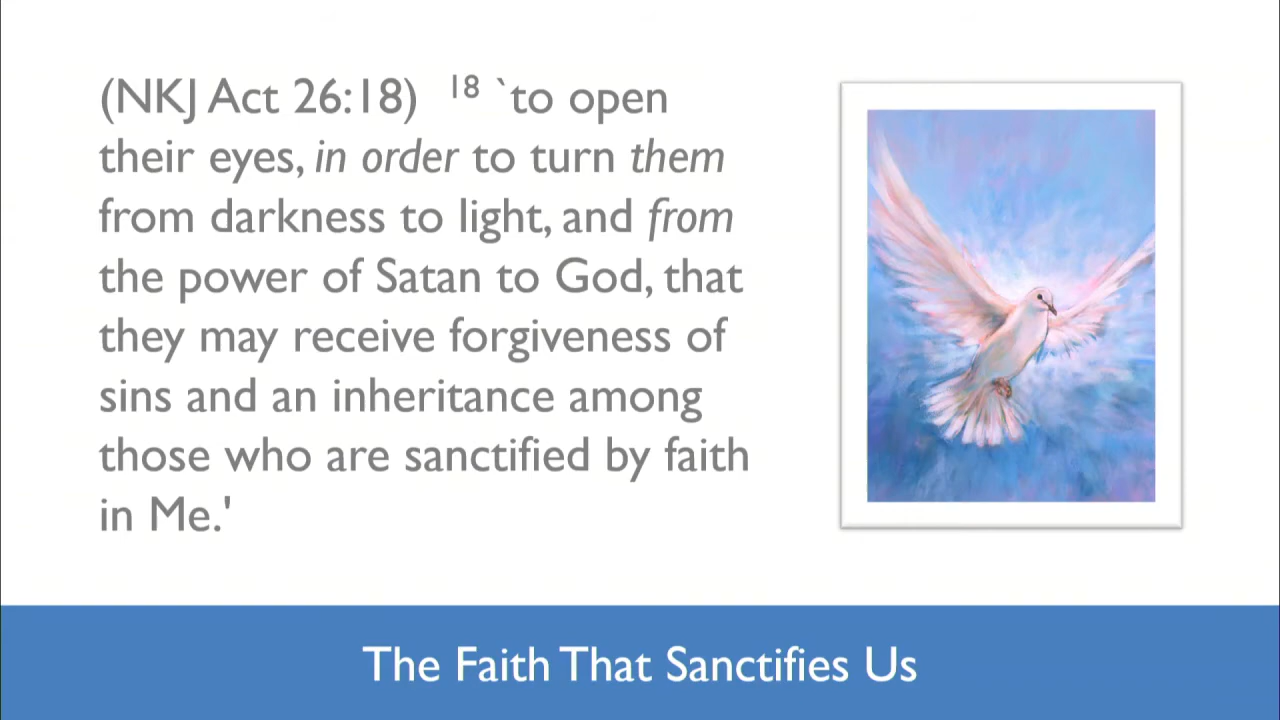 (NKJ Act 26:18) 18 `to open
their eyes, in order to turn them
from darkness to light, and from
the power of Satan to God, that
they may receive forgiveness of
sins and an inheritance among
those who are sanctified by faith
in Me.'
The Faith That Sanctifies Us